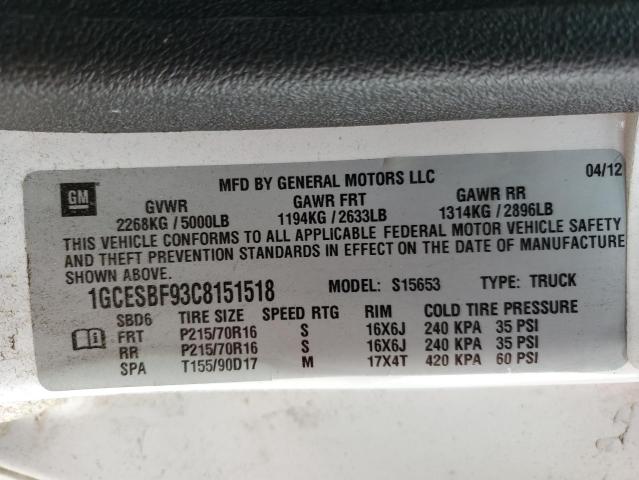 MFD BY GENERAL MOTORS LLC 04/12
GM
GVWR GAWR FRT GAWR RR
2268KG / 5000LB 1194KG / 2633LB 1314KG / 2896LB
THIS VEHICLE CONFORMS TO ALL APPLICABLE FEDERAL MOTOR VEHICLE SAFETY
AND THEFT PREVENTION STANDARDS IN EFFECT ON THE DATE OF MANUFACTURE
SHOWN ABOVE.
1GCESBF93C8151518 MODEL: S15653 TYPE: TRUCK
SBD6 TIRE SIZE SPEED RTG RIM COLD TIRE PRESSURE
FRT P215/70R16 S 16X6J 240 KPA 35 PSI
RR P215/70R16 S 16X6J 240 KPA 35 PSI
SPA T155/90D17 M 17X4T 420 KPA 60 PSI